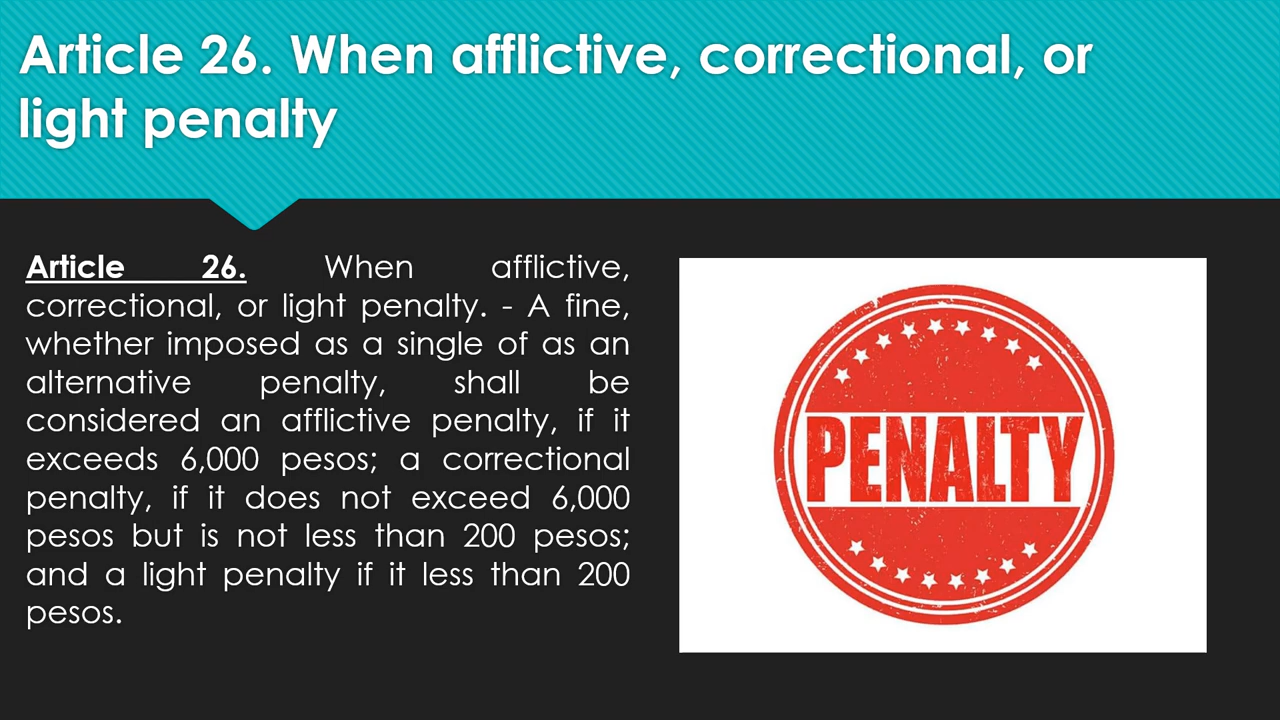 Article 26. When afflictive, correctional, or
light penalty
Article 26. When afflictive,
correctional, or light penalty. - A fine,
whether imposed as a single of as an
alternative penalty, shall be
considered an afflictive penalty, if it
exceeds 6,000 pesos; a correctional
penalty, if it does not exceed 6,000
pesos but is not less than 200 pesos;
and a light penalty if it less than 200
pesos.
PENALTY